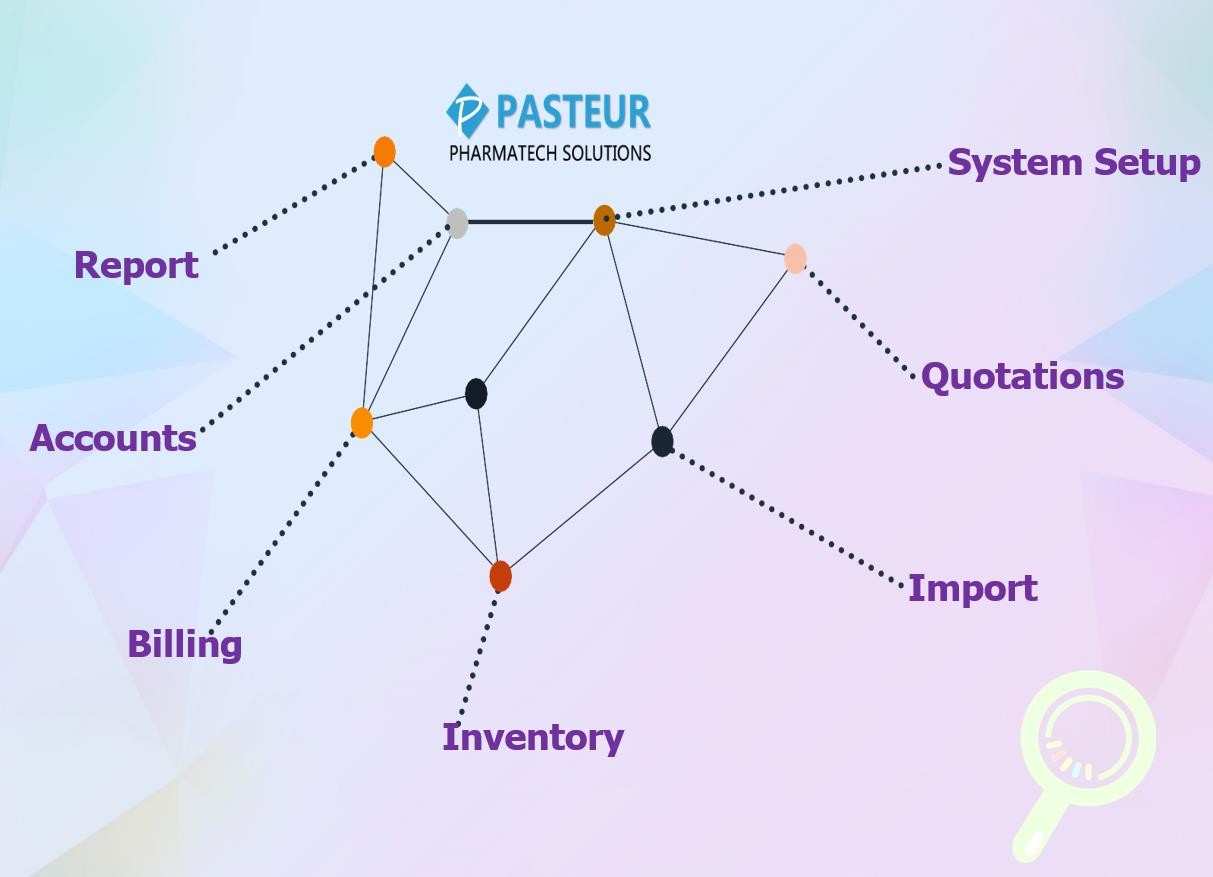 PASTEUR
PHARMATECH SOLUTIONS
System Setup
Report
Quotations
Accounts
Import
Billing
Inventory